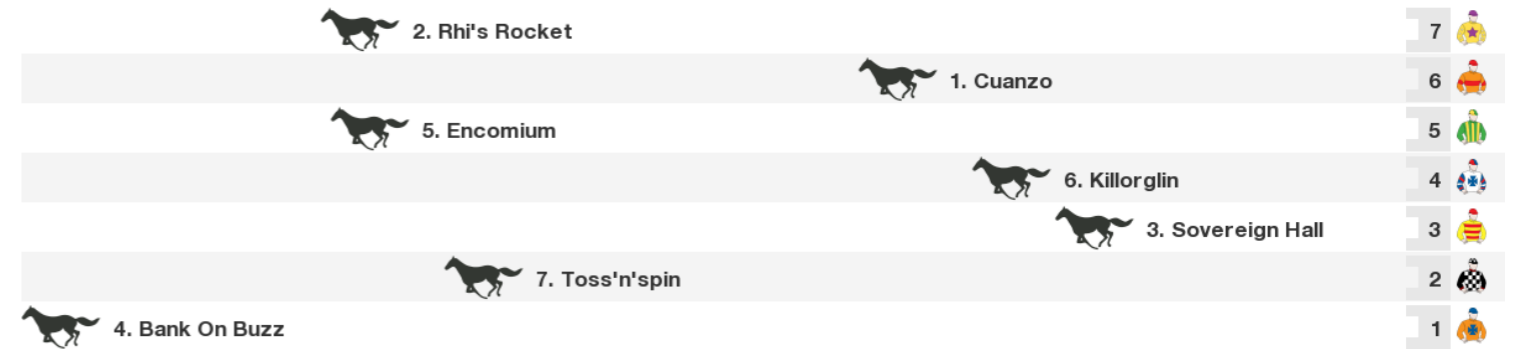 2. Rhi's Rocket 7
1. Cuanzo 6
5. Encomium 5
6. Killorglin 4
3. Sovereign Hall 3
7. Toss'n'spin 2
4. Bank On Buzz 1